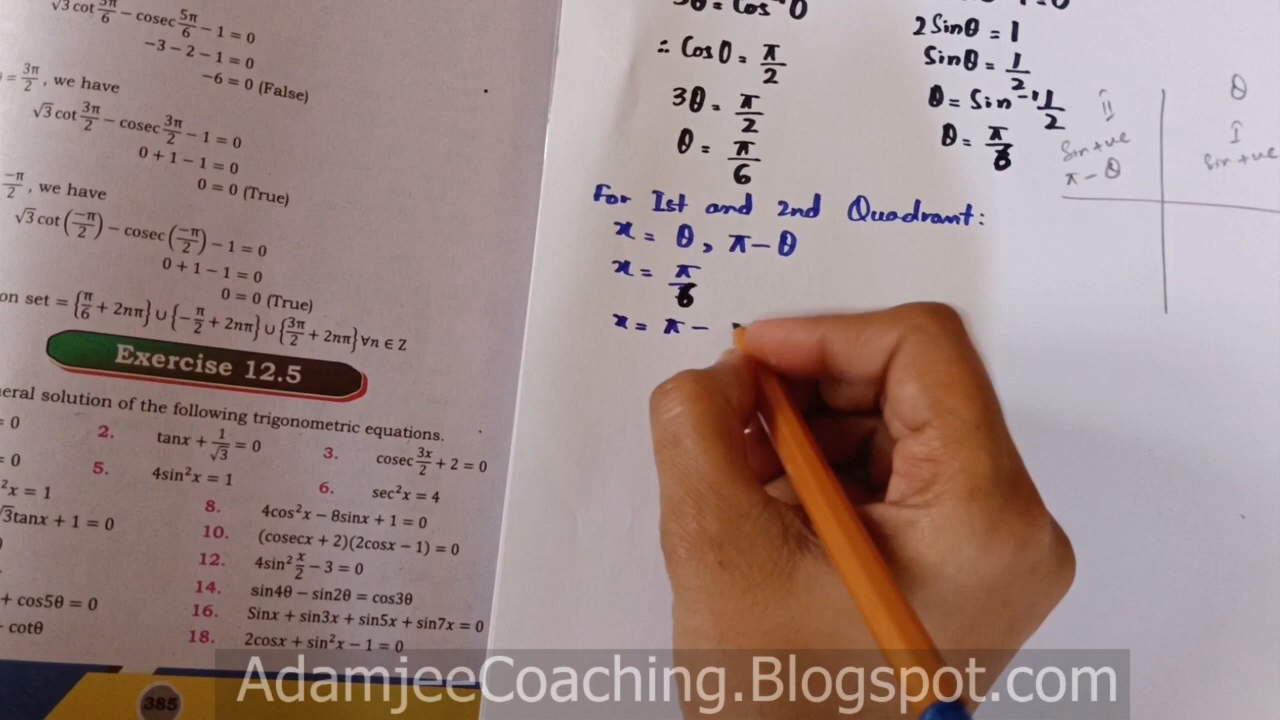 √3 cot 5π/6 − cosec 5π/6 − 1 = 0
−3 − 2 − 1 = 0
−6 = 0 (False)
= 3π/2, we have
√3 cot 3π/2 − cosec 3π/2 − 1 = 0
0 + 1 − 1 = 0
0 = 0 (True)
−π/2, we have
√3 cot (−π/2) − cosec (−π/2) − 1 = 0
0 + 1 − 1 = 0
0 = 0 (True)
on set = {π/6 + 2nπ} ∪ {−π/2 + 2nπ} ∪ {3π/2 + 2nπ} ∀n ∈ Z
Exercise 12.5
eral solution of the following trigonometric equations.
= 0
2. tanx + 1/√3 = 0
3. cosec 3x/2 + 2 = 0
= 0
5. 4sin²x = 1
6. sec²x = 4
²x = 1
8. 4cos²x − 8sinx + 1 = 0
√3tanx + 1 = 0
10. (cosecx + 2)(2cosx − 1) = 0
12. 4sin² x/2 − 3 = 0
14. sin4θ − sin2θ = cos3θ
+ cos5θ = 0
16. Sinx + sin3x + sin5x + sin7x = 0
cotθ
18. 2cosx + sin²x − 1 = 0
385
3θ = Cos⁻¹0
∴ Cos0 = π/2
3θ = π/2
θ = π/6
2Sinθ = 1
Sinθ = 1/2
θ = Sin⁻¹ 1/2
θ = π/6
II
Sin +ve
π − θ
θ
I
Sin +ve
For Ist and 2nd Quadrant:
x = θ, π − θ
x = π/6
x = π −
AdamjeeCoaching.Blogspot.com